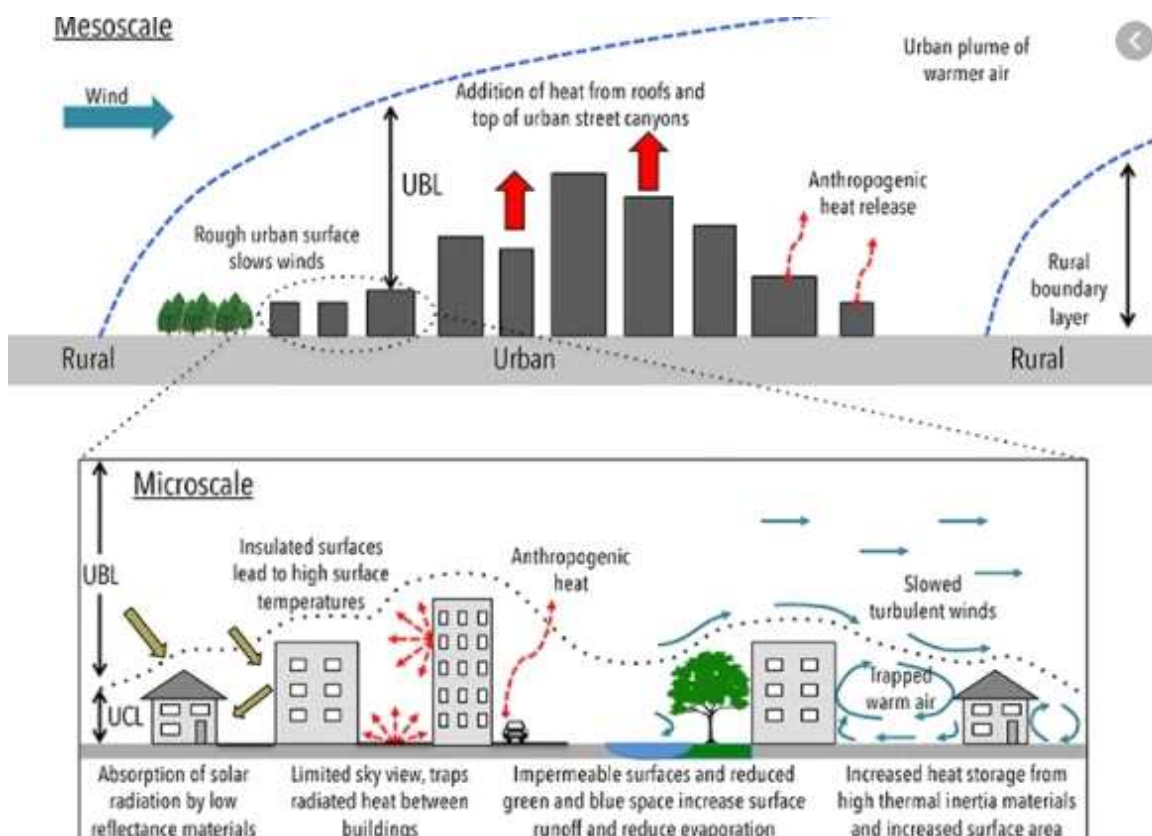 Mesoscale
Wind
Addition of heat from roofs and
top of urban street canyons
Urban plume of
warmer air
UBL
Anthropogenic
heat release
Rough urban surface
slows winds
Rural
boundary
layer
Rural
Urban
Rural
Microscale
UBL
Insulated surfaces
lead to high surface
temperatures
Anthropogenic
heat
Slowed
turbulent winds
UCL
Trapped
warm air
Absorption of solar
radiation by low
reflectance materials
Limited sky view, traps
radiated heat between
buildings
Impermeable surfaces and reduced
green and blue space increase surface
runoff and reduce evaporation
Increased heat storage from
high thermal inertia materials
and increased surface area